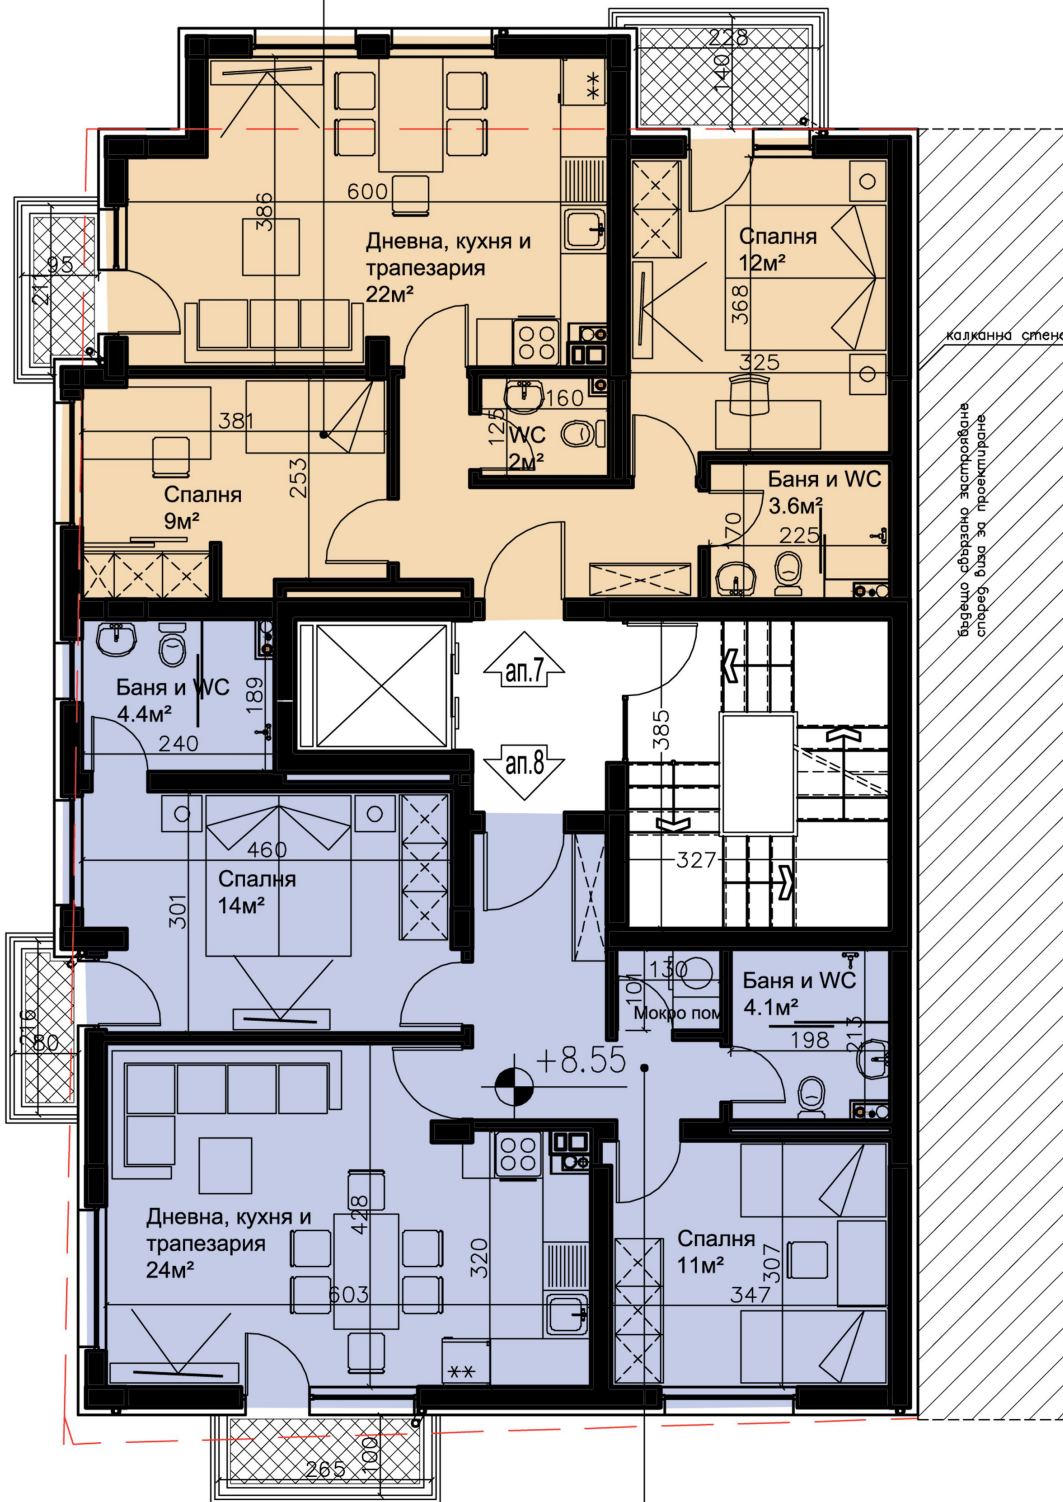 228
140
600
386
Дневна, кухня и
трапезария
22м²
**
Спалня
12м²
368
325
95
211
калканна стена
бъдещо свързано застрояване
според виза за проектиране
381
253
Спалня
9м²
160
125
WC
2м²
Баня и WC
3.6м²
170
225
Баня и WC
4.4м²
189
240
ап.7
ап.8
385
327
460
301
Спалня
14м²
130
101
Мокро пом
Баня и WC
4.1м²
198
213
216
80
+8.55
Дневна, кухня и
трапезария
24м²
428
603
320
**
Спалня
11м²
307
347
265
100